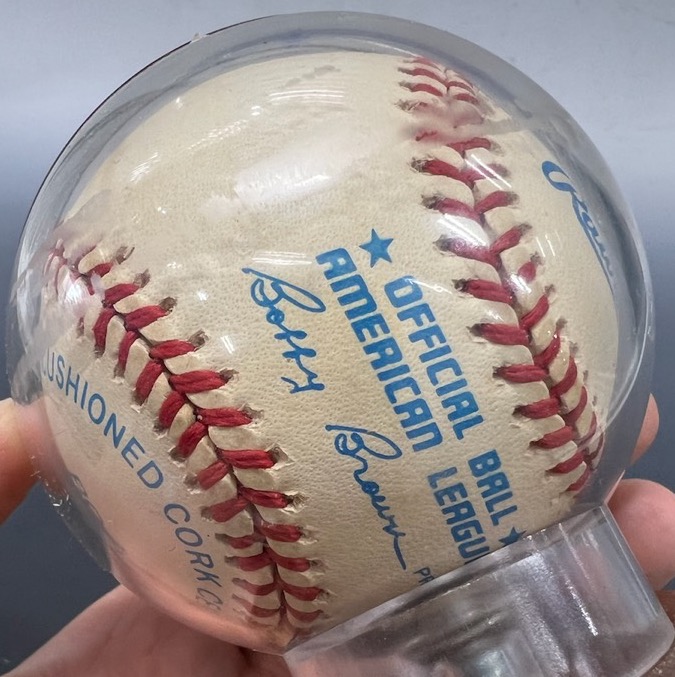 OFFICIAL BALL
AMERICAN LEAGUE
Bobby Brown
CUSHIONED CORK